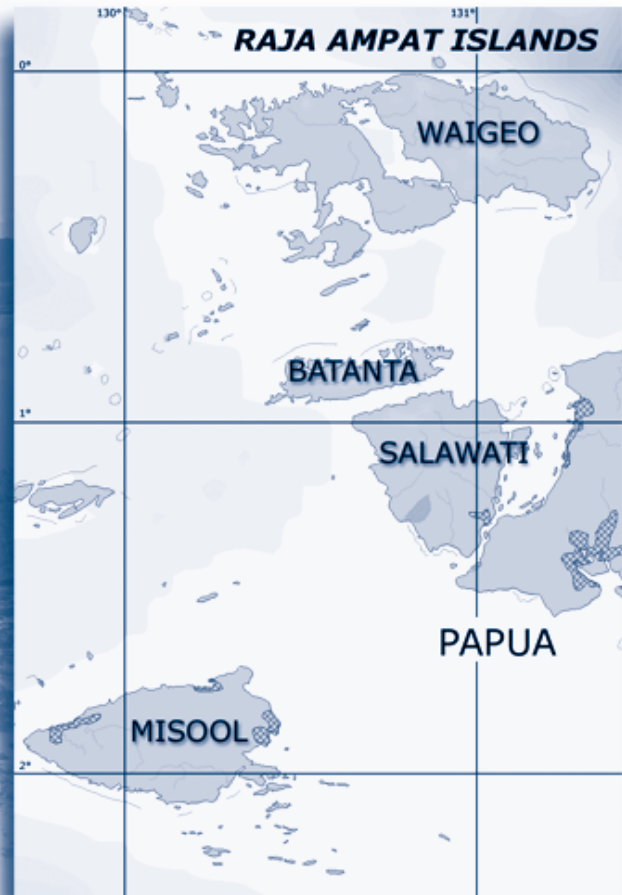 130°
131°
RAJA AMPAT ISLANDS
0°
WAIGEO
BATANTA
1°
SALAWATI
PAPUA
MISOOL
2°